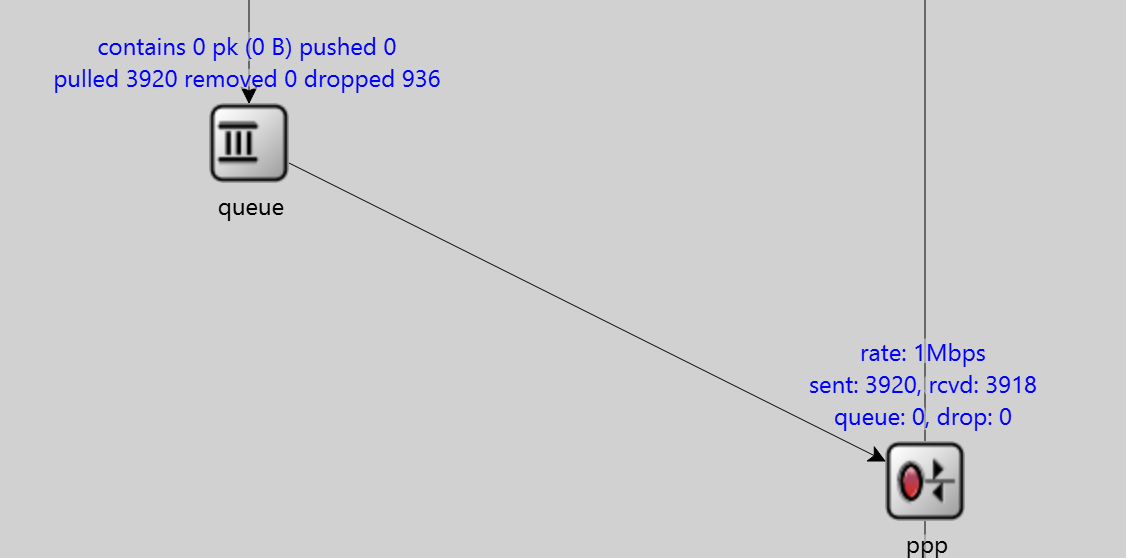 contains 0 pk (0 B) pushed 0
pulled 3920 removed 0 dropped 936
queue
rate: 1Mbps
sent: 3920, rcvd: 3918
queue: 0, drop: 0
ppp